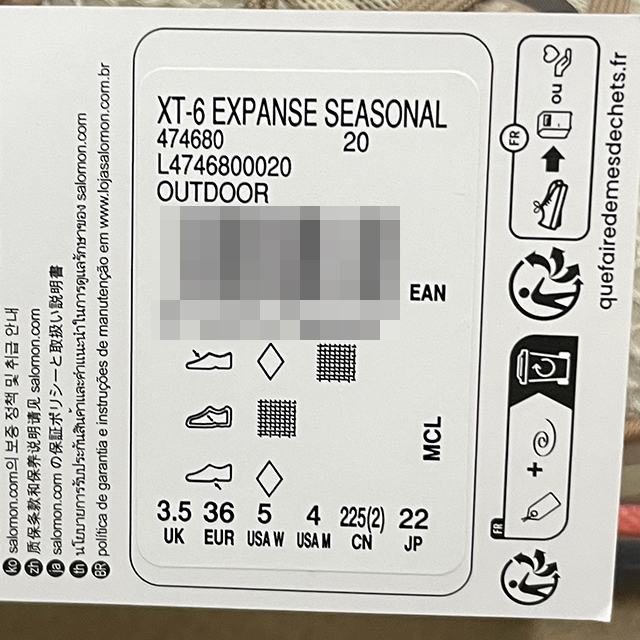 XT-6 EXPANSE SEASONAL
474680 20
L4746800020
OUTDOOR
EAN
MCL
3.5 36 5 4 225(2) 22
UK EUR USA W USA M CN JP
ko salomon.com의 보증 정책 및 취급 안내
zh 质保条款和保养说明请见 salomon.com
ja salomon.com の保証ポリシーと取扱い説明書
th นโยบายการรับประกันสินค้าและคำแนะนำในการดูแลรักษาของ salomon.com
BR política de garantia e instruções de manutenção em www.lojasalomon.com.br
FR
ou
quefairedemesdechets.fr
FR
+